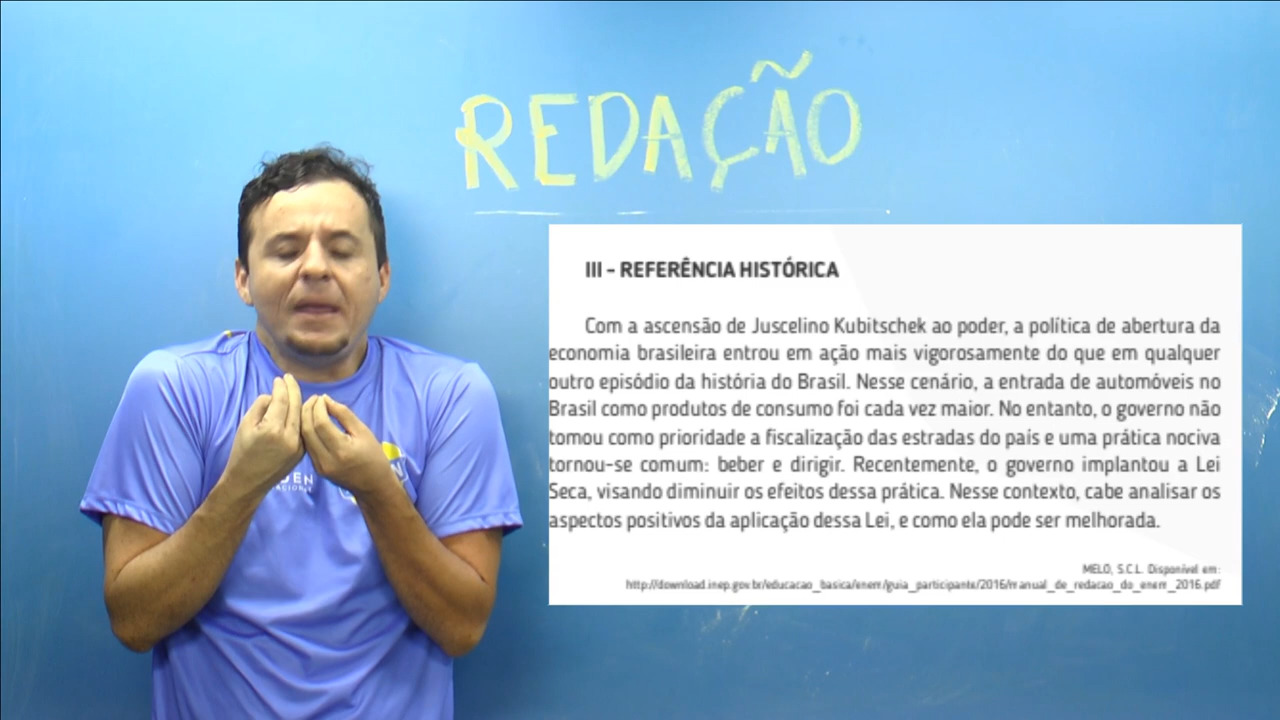 REDAÇÃO
III - REFERÊNCIA HISTÓRICA
Com a ascensão de Juscelino Kubitschek ao poder, a política de abertura da
economia brasileira entrou em ação mais vigorosamente do que em qualquer
outro episódio da história do Brasil. Nesse cenário, a entrada de automóveis no
Brasil como produtos de consumo foi cada vez maior. No entanto, o governo não
tomou como prioridade a fiscalização das estradas do país e uma prática nociva
tornou-se comum: beber e dirigir. Recentemente, o governo implantou a Lei
Seca, visando diminuir os efeitos dessa prática. Nesse contexto, cabe analisar os
aspectos positivos da aplicação dessa Lei, e como ela pode ser melhorada.
MELO, S.C.L. Disponível em:
http://download.inep.gov.br/educacao_basica/enem/guia_participante/2016/manual_de_redacao_do_enem_2016.pdf